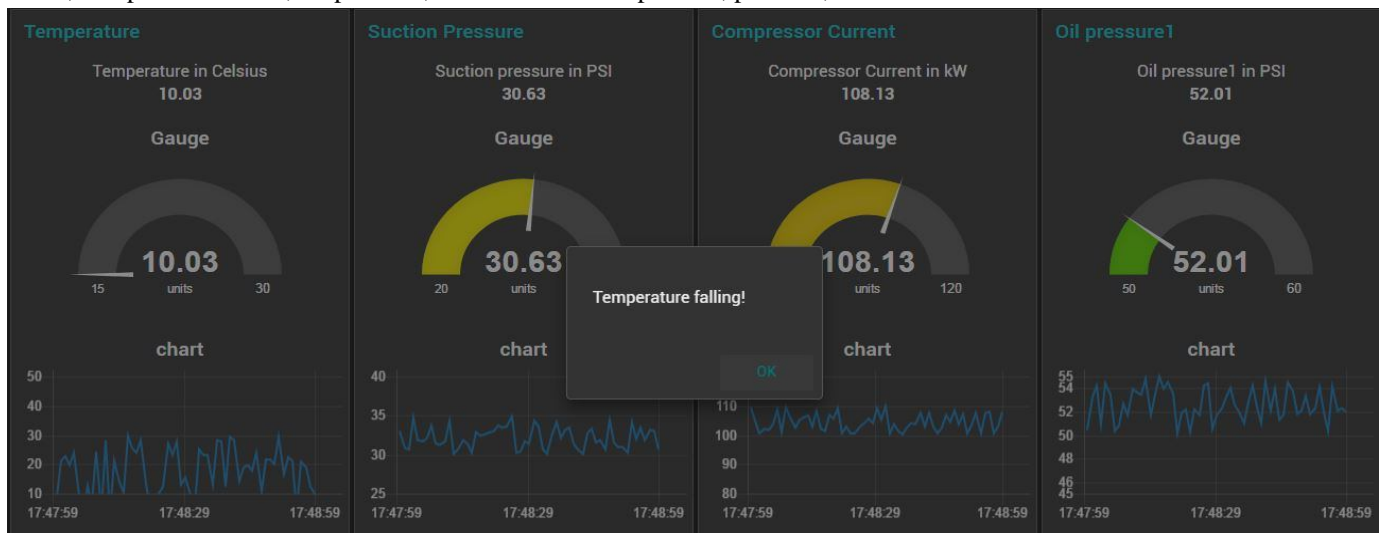 Temperature
Temperature in Celsius
10.03
Gauge
10.03
15 units 30
chart
50
40
30
20
10
17:47:59 17:48:29 17:48:59
Suction Pressure
Suction pressure in PSI
30.63
Gauge
30.63
20 units
chart
40
35
30
25
17:47:59 17:48:29 17:48:59
Compressor Current
Compressor Current in kW
108.13
Gauge
108.13
units 120
chart
110
100
90
80
17:47:59 17:48:29 17:48:59
Oil pressure1
Oil pressure1 in PSI
52.01
Gauge
52.01
50 units 60
chart
55
54
52
50
48
46
45
17:47:59 17:48:29 17:48:59
Temperature falling!
OK